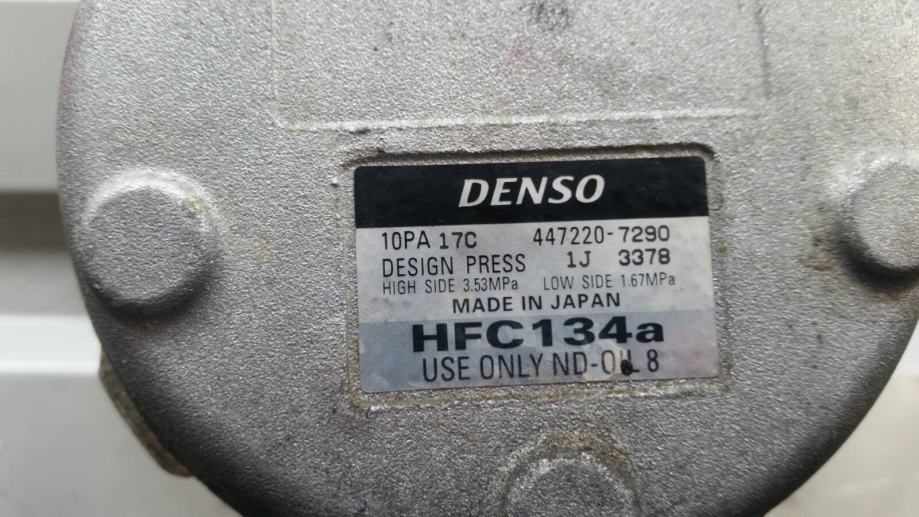 DENSO
10PA 17C 447220-7290
DESIGN PRESS 1J 3378
HIGH SIDE 3.53MPa LOW SIDE 1.67MPa
MADE IN JAPAN
HFC134a
USE ONLY ND-OIL 8